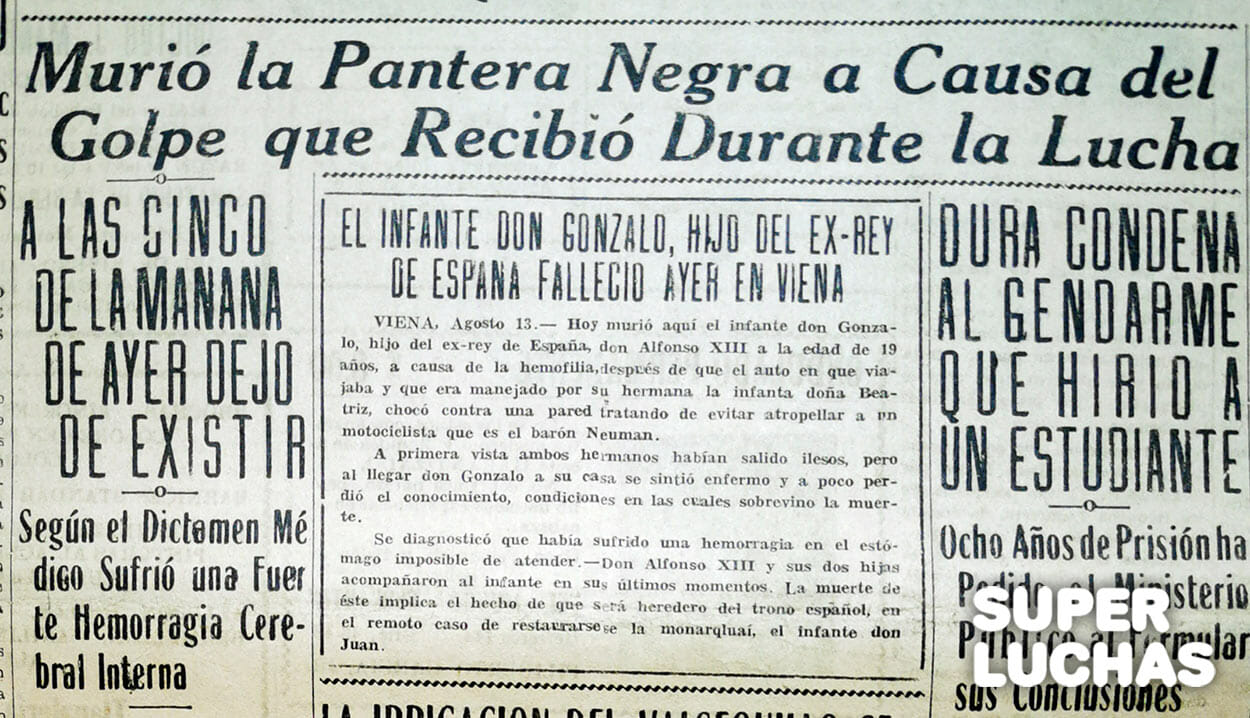 Murió la Pantera Negra a Causa del
Golpe que Recibió Durante la Lucha
A LAS CINCO
DE LA MAÑANA
DE AYER DEJO
DE EXISTIR
Según el Dictamen Mé
dico Sufrió una Fuer
te Hemorragia Cere-
bral Interna
EL INFANTE DON GONZALO, HIJO DEL EX-REY
DE ESPAÑA FALLECIO AYER EN VIENA
VIENA, Agosto 13.— Hoy murió aquí el infante don Gonza-
lo, hijo del ex-rey de España, don Alfonso XIII a la edad de 19
años, a causa de la hemofilia,después de que el auto en que via-
jaba y que era manejado por su hermana la infanta doña Bea-
triz, chocó contra una pared tratando de evitar atropellar a un
motociclista que es el barón Neuman.
A primera vista ambos hermanos habían salido ilesos, pero
al llegar don Gonzalo a su casa se sintió enfermo y a poco per-
dió el conocimiento, condiciones en las cuales sobrevino la muer-
te.
Se diagnosticó que había sufrido una hemorragia en el estó-
mago imposible de atender.—Don Alfonso XIII y sus dos hijas
acompañaron al infante en sus últimos momentos. La muerte de
éste implica el hecho de que será heredero del trono español, en
el remoto caso de restaurarsese la monarqluaí, el infante don
Juan.
DURA CONDENA
AL GENDARME
QUE HIRIO A
UN ESTUDIANTE
Ocho Años de Prisión ha
Pedido el Ministerio
Público al Formular
sus Conclusiones
SUPER
LUCHAS